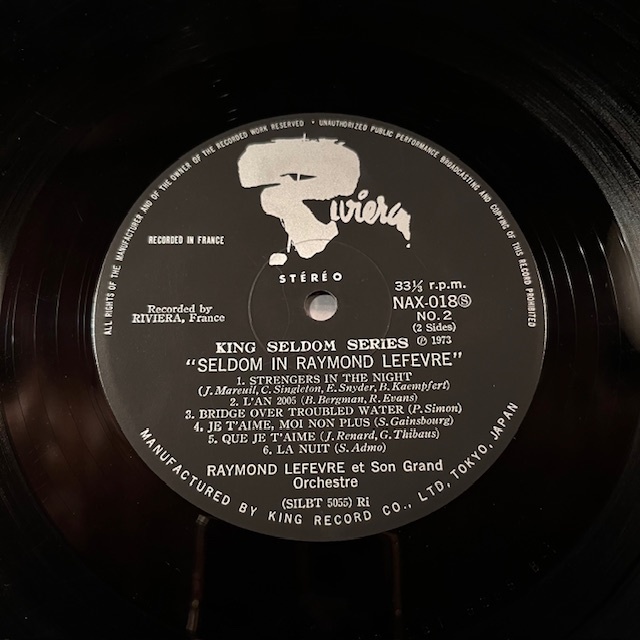 ALL RIGHTS OF THE MANUFACTURER AND OF THE OWNER OF THE RECORDED WORK RESERVED • UNAUTHORIZED PUBLIC PERFORMANCE BROADCASTING AND COPYING OF THIS RECORD PROHIBITED
Riviera
RECORDED IN FRANCE
STÉRÉO
33⅓ r.p.m.
Recorded by
RIVIERA, France
NAX-018Ⓢ
NO. 2
(2 Sides)
KING SELDOM SERIES ℗ 1973
"SELDOM IN RAYMOND LEFEVRE"
1. STRENGERS IN THE NIGHT
(J. Mareuil, C. Singleton, E. Snyder, B. Kaempfert)
2. L'AN 2005 (B. Bergman, R. Evans)
3. BRIDGE OVER TROUBLED WATER (P. Simon)
4. JE T'AIME, MOI NON PLUS (S. Gainsbourg)
5. QUE JE T'AIME (J. Renard, G. Thibaus)
6. LA NUIT (S. Admo)
RAYMOND LEFEVRE et Son Grand
Orchestre
(SILBT 5055) Ri
MANUFACTURED BY KING RECORD CO., LTD, TOKYO, JAPAN